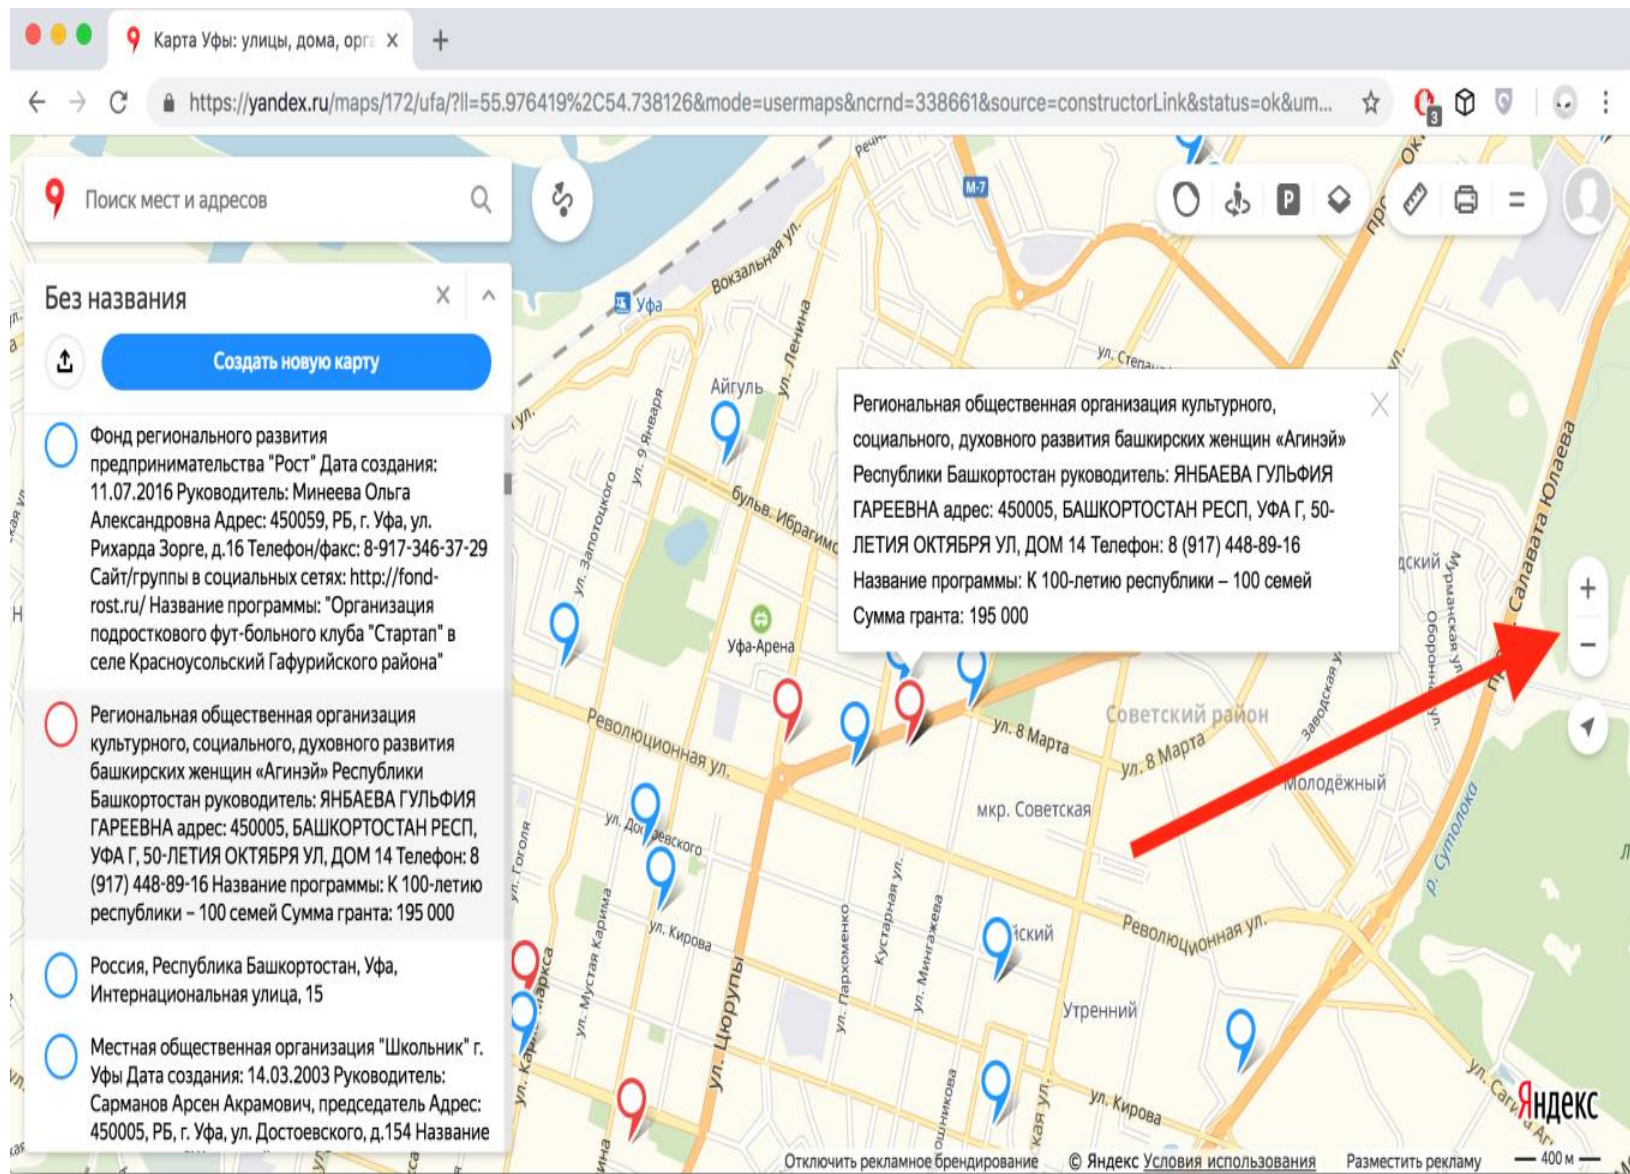 Карта Уфы: улицы, дома, орга
https://yandex.ru/maps/172/ufa/?ll=55.976419%2C54.738126&mode=usermaps&ncrnd=338661&source=constructorLink&status=ok&um...
3
Поиск мест и адресов
Без названия
Создать новую карту
Фонд регионального развития
предпринимательства "Рост" Дата создания:
11.07.2016 Руководитель: Минеева Ольга
Александровна Адрес: 450059, РБ, г. Уфа, ул.
Рихарда Зорге, д.16 Телефон/факс: 8-917-346-37-29
Сайт/группы в социальных сетях: http://fond-
rost.ru/ Название программы: "Организация
подросткового фут-больного клуба "Стартап" в
селе Красноусольский Гафурийского района"
Региональная общественная организация
культурного, социального, духовного развития
башкирских женщин «Агинэй» Республики
Башкортостан руководитель: ЯНБАЕВА ГУЛЬФИЯ
ГАРЕЕВНА адрес: 450005, БАШКОРТОСТАН РЕСП,
УФА Г, 50-ЛЕТИЯ ОКТЯБРЯ УЛ, ДОМ 14 Телефон: 8
(917) 448-89-16 Название программы: К 100-летию
республики – 100 семей Сумма гранта: 195 000
Россия, Республика Башкортостан, Уфа,
Интернациональная улица, 15
Местная общественная организация "Школьник" г.
Уфы Дата создания: 14.03.2003 Руководитель:
Сарманов Арсен Акрамович, председатель Адрес:
450005, РБ, г. Уфа, ул. Достоевского, д.154 Название
Региональная общественная организация культурного,
социального, духовного развития башкирских женщин «Агинэй»
Республики Башкортостан руководитель: ЯНБАЕВА ГУЛЬФИЯ
ГАРЕЕВНА адрес: 450005, БАШКОРТОСТАН РЕСП, УФА Г, 50-
ЛЕТИЯ ОКТЯБРЯ УЛ, ДОМ 14 Телефон: 8 (917) 448-89-16
Название программы: К 100-летию республики – 100 семей
Сумма гранта: 195 000
М-7
P
Вокзальная ул.
Уфа
ул. Ленина
Айгуль
ул. 9 Января
ул. Запотоцкого
бульв. Ибрагимо
Уфа-Арена
Революционная ул.
ул. 8 Марта
Советский район
ул. 8 Марта
Заводская у
Молодёжный
мкр. Советская
Салавата Юлаева
Мурманская ул.
Оборонн ул.
р. Сутолока
ул. Гоголя
ул. Кирова
ул. Мустая Карима
ул. Цюрупы
ул. Пархоменко
Кустарная ул.
ул. Мингажева
Революционная ул.
Утренний
ул. Кирова
Яндекс
Отключить рекламное брендирование
© Яндекс Условия использования
Разместить рекламу
400 м